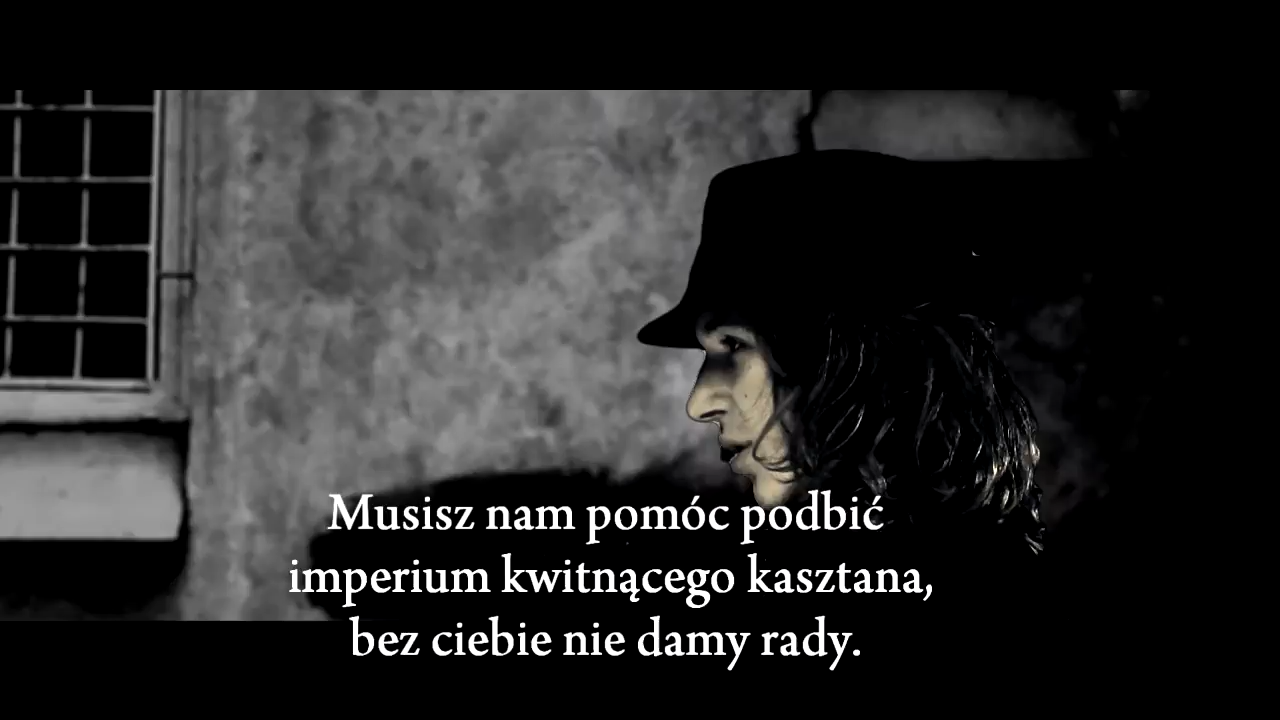 Musisz nam pomóc podbić
imperium kwitnącego kasztana,
bez ciebie nie damy rady.